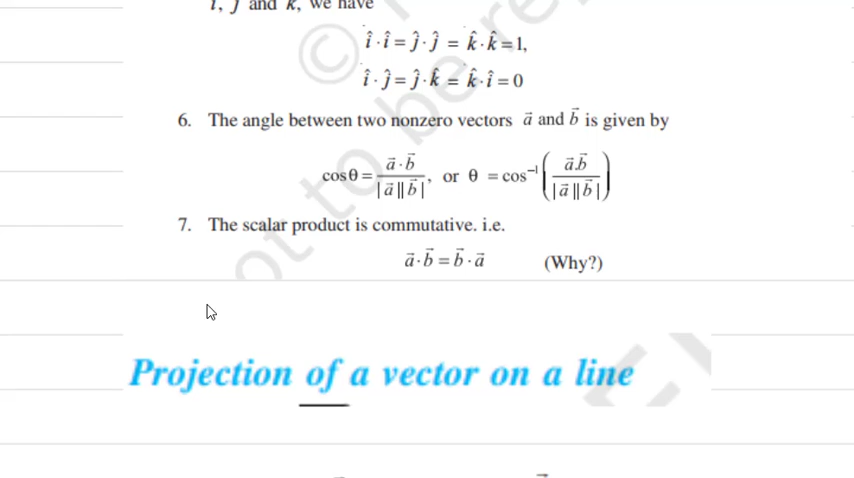 i, j and k, we have
î · î = ĵ · ĵ = k̂ · k̂ = 1,
î · ĵ = ĵ · k̂ = k̂ · î = 0
6. The angle between two nonzero vectors a⃗ and b⃗ is given by
cosθ = a⃗ · b⃗ / |a⃗||b⃗|, or θ = cos⁻¹(a⃗.b⃗ / |a⃗||b⃗|)
7. The scalar product is commutative. i.e.
a⃗ · b⃗ = b⃗ · a⃗ (Why?)
Projection of a vector on a line